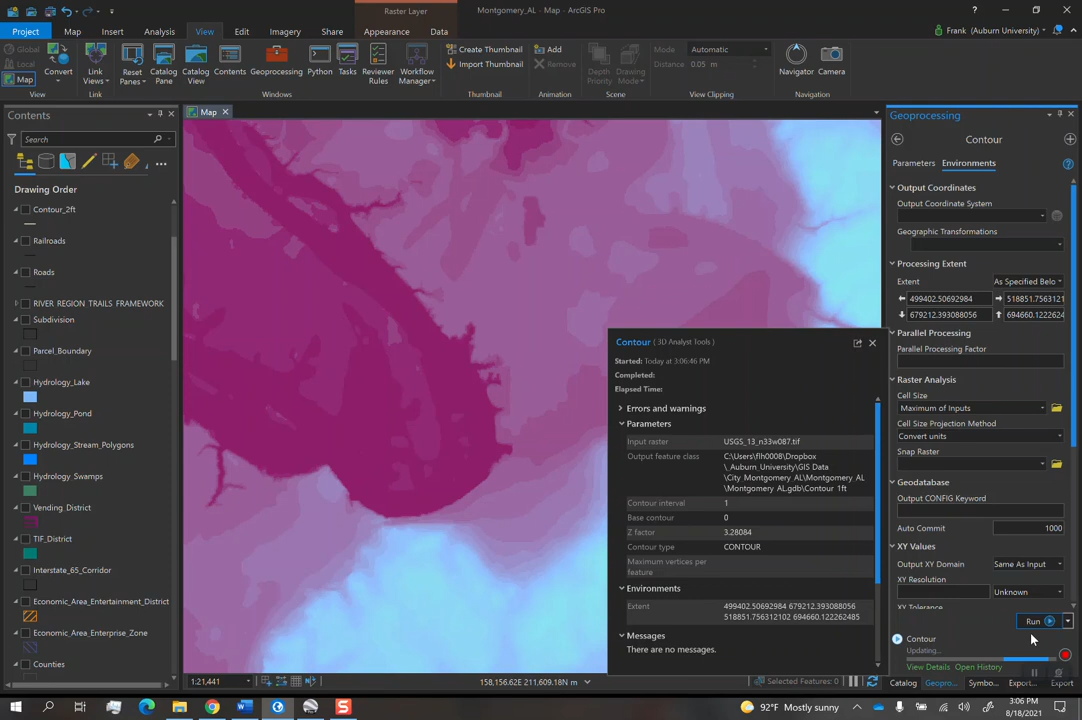 Raster Layer
Montgomery_AL - ArcGIS Pro
?
Project
Map
Insert
Analysis
View
Edit
Imagery
Share
Appearance
Data
Frank (Auburn University)
Global
Local
Map
Convert
View
Link
Views
Link
Reset
Panes
Catalog
Pane
Catalog
View
Contents
Geoprocessing
Python
Tasks
Reviewer
Rules
Workflow
Manager
Windows
Create Thumbnail
Import Thumbnail
Thumbnail
Add
Remove
Animation
Depth
Priority
Drawing
Mode
Scene
Mode Automatic
Distance 0.05 m
View Clipping
Navigator
Camera
Navigation
Contents
Search
Drawing Order
Contour_2ft
Railroads
Roads
RIVER REGION TRAILS FRAMEWORK
Subdivision
Parcel_Boundary
Hydrology_Lake
Hydrology_Pond
Hydrology_Stream_Polygons
Hydrology_Swamps
Vending_District
TIF_District
Interstate_65_Corridor
Economic_Area_Entertainment_District
Economic_Area_Enterprise_Zone
Counties
Map
1:21,441
158,156.62E 211,609.18N m
Selected Features: 0
Contour ( 3D Analyst Tools )
Started: Today at 3:06:46 PM
Completed:
Elapsed Time:
Errors and warnings
Parameters
Input raster USGS_13_n33w087.tif
Output feature class C:\Users\flh0008\Dropbox
\_Auburn_University\GIS Data
\_City_Montgomery_AL\Montgomery_AL
\Montgomery_AL.gdb\Contour_1ft
Contour interval 1
Base contour 0
Z factor 3.28084
Contour type CONTOUR
Maximum vertices per
feature
Environments
Extent 499402.50692984 679212.393088056
518851.756312102 694660.122262485
Messages
There are no messages.
Geoprocessing
Contour
Parameters
Environments
?
Output Coordinates
Output Coordinate System
Geographic Transformations
Processing Extent
Extent As Specified Belo
499402.50692984 518851.7563121
679212.393088056 694660.1222624
Parallel Processing
Parallel Processing Factor
Raster Analysis
Cell Size
Maximum of Inputs
Cell Size Projection Method
Convert units
Snap Raster
Geodatabase
Output CONFIG Keyword
Auto Commit 1000
XY Values
Output XY Domain Same As Input
XY Resolution
Unknown
XY Tolerance
Run
Contour
Updating...
View Details Open History
Catalog
Geopro...
Symbo...
Export...
Export
92°F Mostly sunny
3:06 PM
8/18/2021